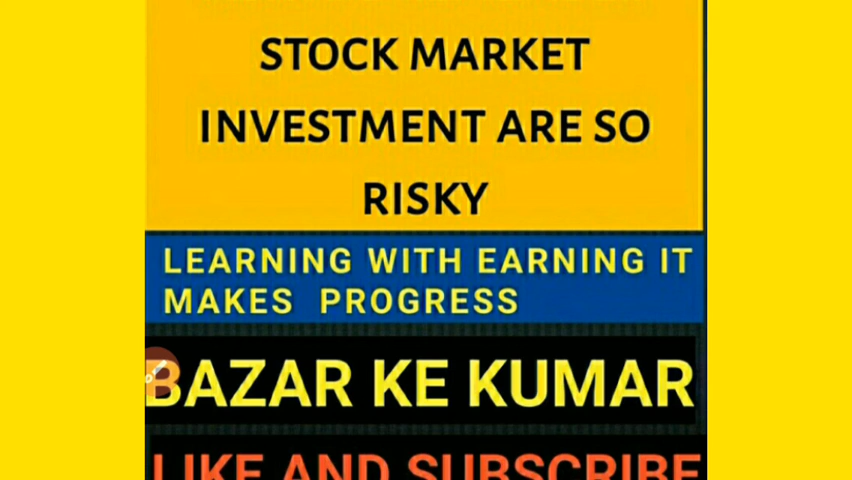 STOCK MARKET
INVESTMENT ARE SO
RISKY
LEARNING WITH EARNING IT
MAKES PROGRESS
BAZAR KE KUMAR
LIKE AND SUBSCRIBE